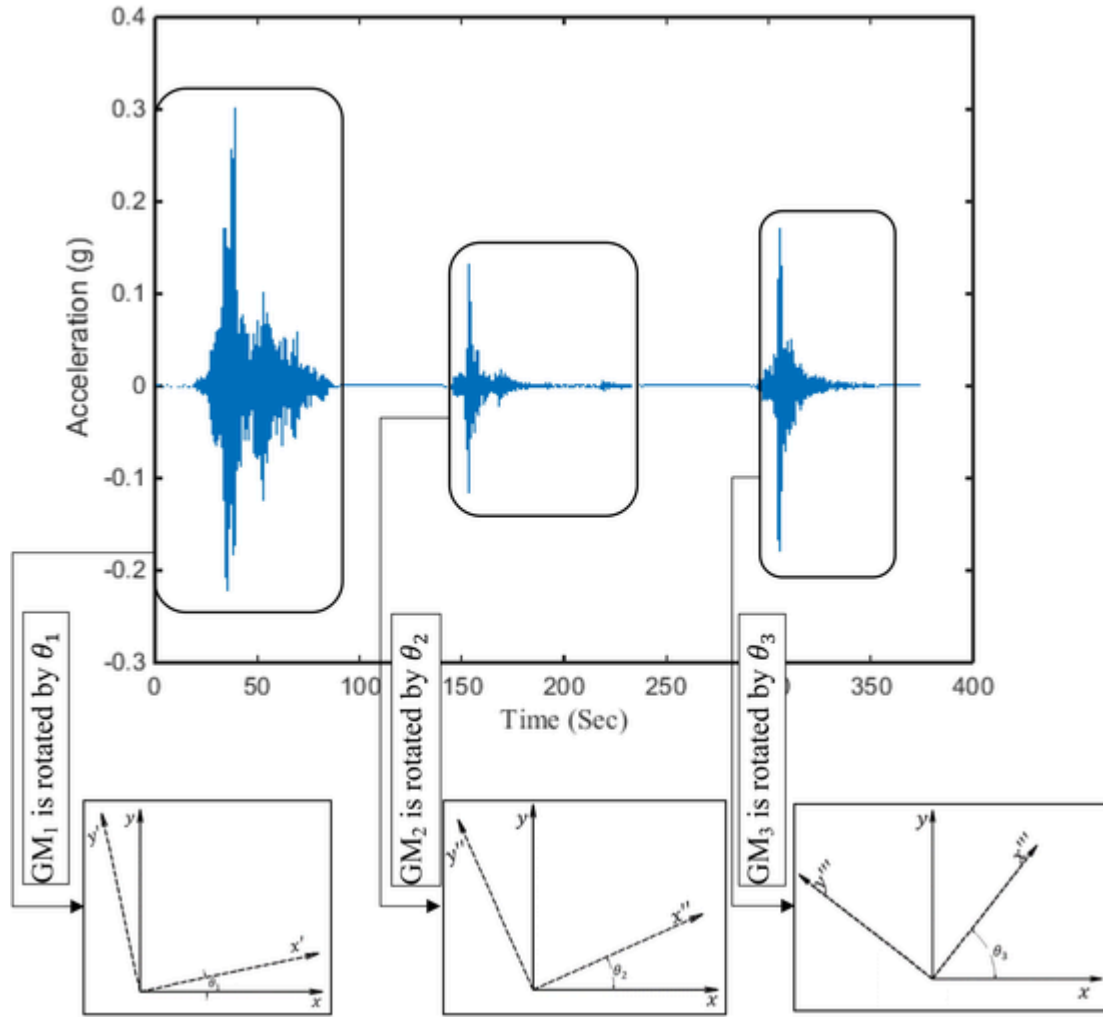 0.4
0.3
0.2
0.1
0
-0.1
-0.2
-0.3
Acceleration (g)
0
50
100
150
200
250
350
400
Time (Sec)
GM₁ is rotated by θ₁
GM₂ is rotated by θ₂
GM₃ is rotated by θ₃
y'
y
x'
θ₁
x
y''
y
x''
θ₂
x
y'''
y
x'''
θ₃
x